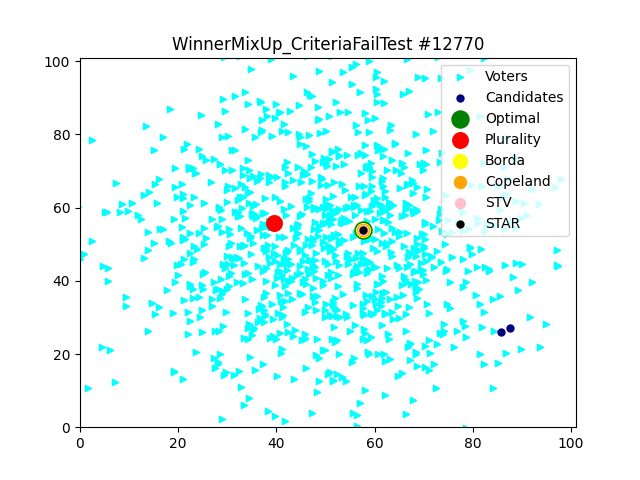 WinnerMixUp_CriteriaFailTest #12770
100
80
60
40
20
0
0 20 40 60 80 100
Voters
Candidates
Optimal
Plurality
Borda
Copeland
STV
STAR